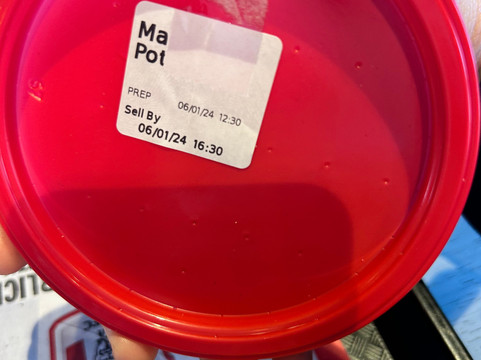 Ma
Pot
PREP 06/01/24 12:30
Sell By
06/01/24 16:30